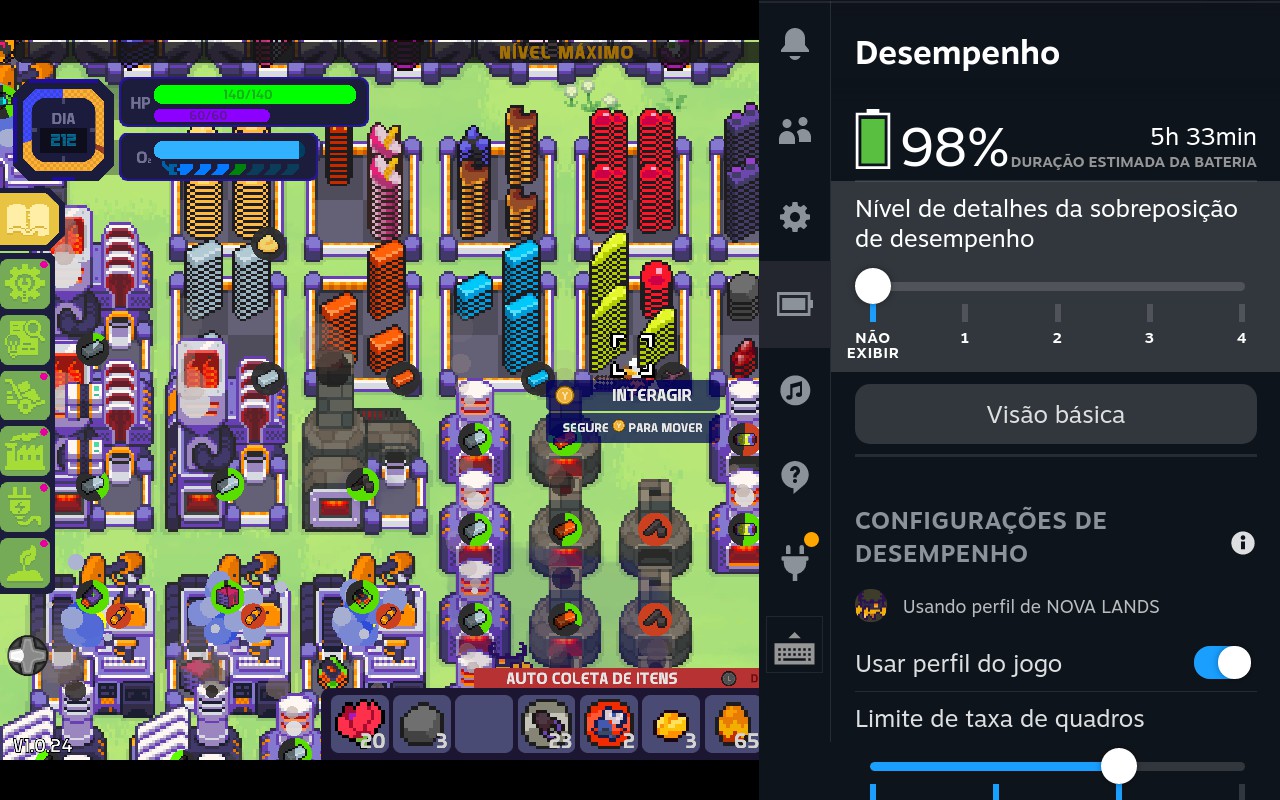 NÍVEL MÁXIMO
DIA
212
HP
140/140
60/60
O₂
INTERAGIR
Y
SEGURE Y PARA MOVER
AUTO COLETA DE ITENS
L
D
20
3
23
2
3
65
V1.0.24
Desempenho
98%
5h 33min
DURAÇÃO ESTIMADA DA BATERIA
Nível de detalhes da sobreposição
de desempenho
NÃO
EXIBIR
1
2
3
4
Visão básica
CONFIGURAÇÕES DE
DESEMPENHO
Usando perfil de NOVA LANDS
Usar perfil do jogo
Limite de taxa de quadros